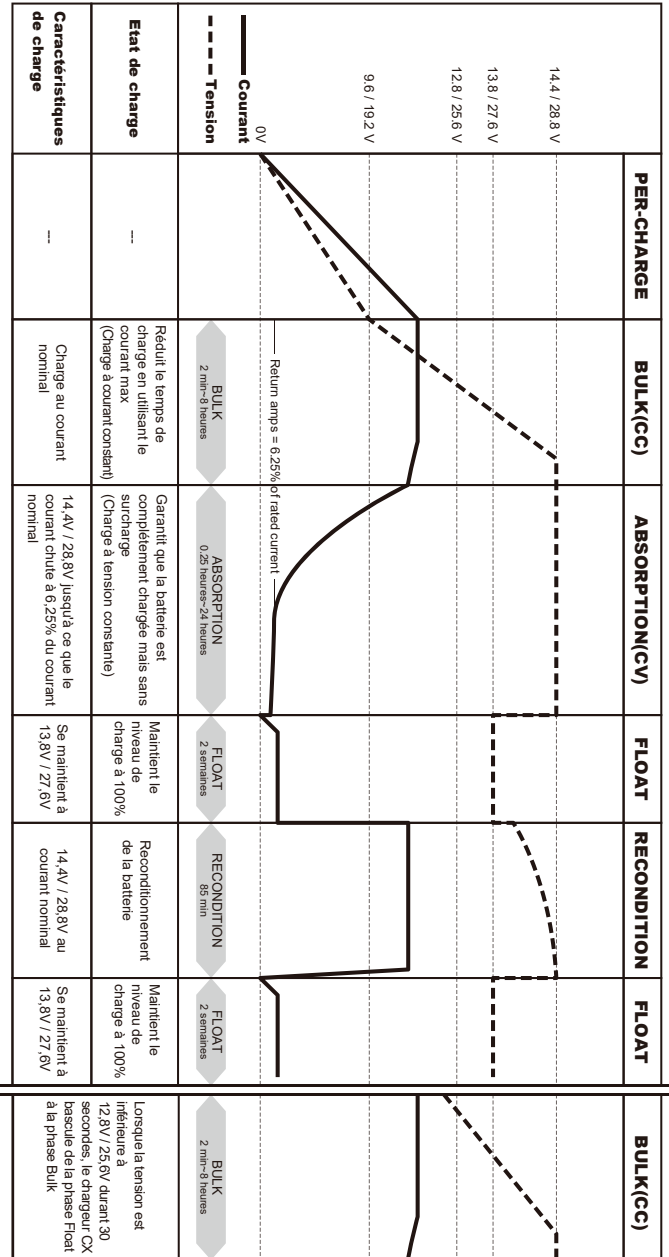 PER-CHARGE
BULK(CC)
ABSORPTION(CV)
FLOAT
RECONDITION
FLOAT
BULK(CC)
14.4 / 28.8 V
13.8 / 27.6 V
12.8 / 25.6 V
9.6 / 19.2 V
0V
Return amps = 6.25% of rated current
Courant
Tension
BULK
2 min~8 heures
ABSORPTION
0.25 heures~24 heures
FLOAT
2 semaines
RECONDITION
85 min
FLOAT
2 semaines
BULK
2 min~8 heures
Etat de charge
---
Réduit le temps de
charge en utilisant le
courant max
(Charge à courant constant)
Garantit que la batterie est
complètement chargée mais sans
surcharge
(Charge à tension constante)
Maintient le
niveau de
charge à 100%
Reconditionnement
de la batterie
Maintient le
niveau de
charge à 100%
Lorsque la tension est
inférieure à
12,8V / 25,6V durant 30
secondes, le chargeur CX
bascule de la phase Float
à la phase Bulk
Caractéristiques
de charge
---
Charge au courant
nominal
14,4V / 28,8V jusqu'à ce que le
courant chute à 6,25% du courant
nominal
Se maintient à
13,8V / 27,6V
14,4V / 28,8V au
courant nominal
Se maintient à
13,8V / 27,6V